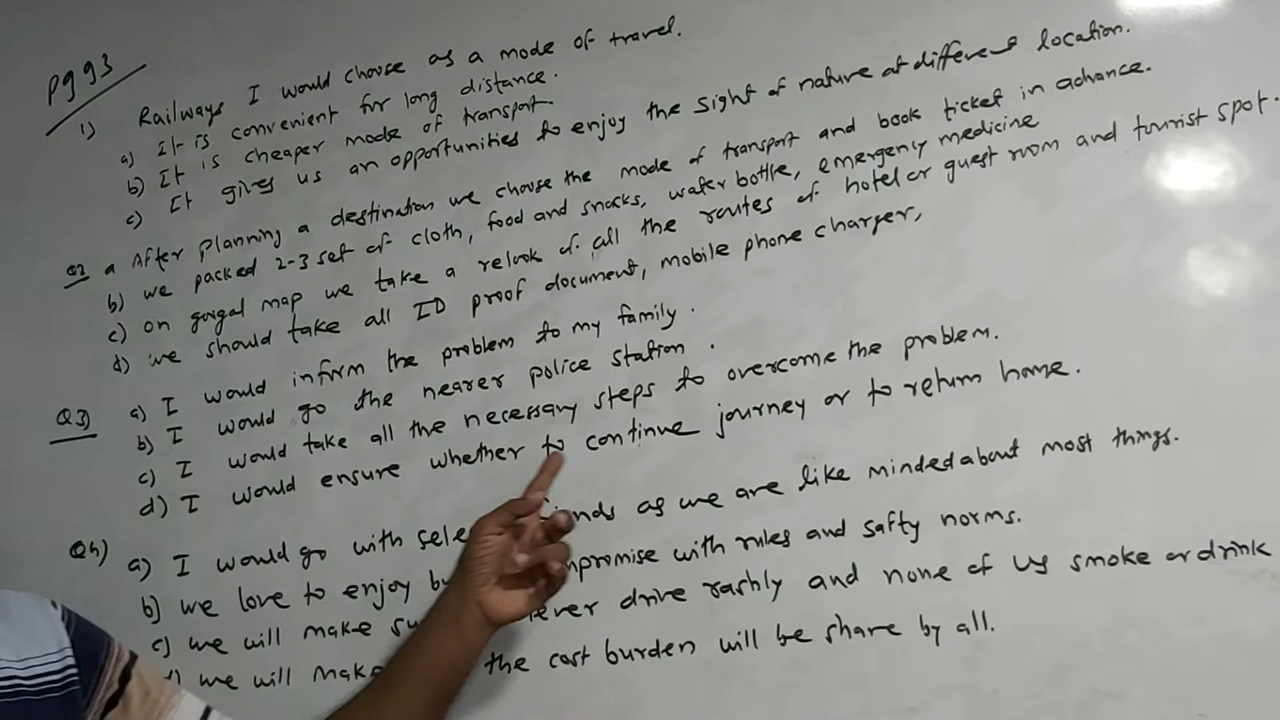 Pg 93
1) Railways I would choose as a mode of travel.
a) It is convenient for long distance.
b) It is cheaper mode of transport.
c) It gives us an opportunities to enjoy the sight of nature at different location.
Q2 a After planning a destination we choose the mode of transport and book ticket in advance.
b) we packed 2-3 set of cloth, food and snacks, water bottle, emergency medicine
c) on googal map we take a relook of all the routes of hotel or guest room and tourist spot.
d) we should take all ID proof document, mobile phone charger,
Q3) a) I would inform the problem to my family.
b) I would go the nearer police station.
c) I would take all the necessary steps to overcome the problem.
d) I would ensure whether to continue journey or to return home.
Q4) a) I would go with as we are like minded about most things.
b) we love to enjoy with rules and safty norms.
c) we will make drive rashly and none of us smoke or drink
d) we will make the cost burden will be share by all.